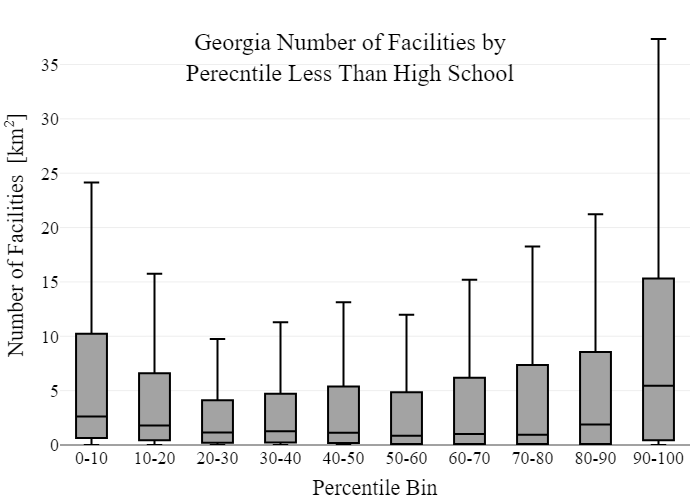 Georgia Number of Facilities by
Perecntile Less Than High School
Number of Facilities [km²]
35
30
25
20
15
10
5
0
0-10 10-20 20-30 30-40 40-50 50-60 60-70 70-80 80-90 90-100
Percentile Bin